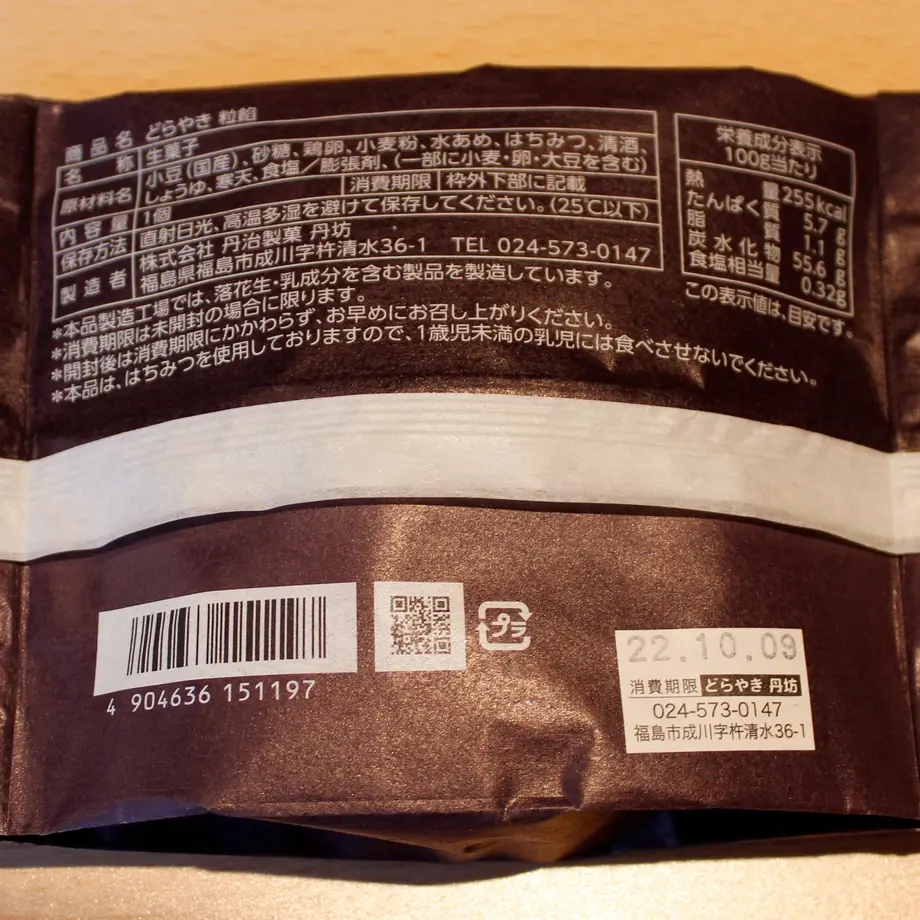 商品名 どらやき 粒餡
名称 生菓子
原材料名 小豆(国産)、砂糖、鶏卵、小麦粉、水あめ、はちみつ、清酒、
しょうゆ、寒天、食塩／膨張剤、(一部に小麦・卵・大豆を含む)
内容量 1個 消費期限 枠外下部に記載
保存方法 直射日光、高温多湿を避けて保存してください。(25℃以下)
製造者 株式会社 丹治製菓 丹坊
福島県福島市成川字杵清水36-1 TEL 024-573-0147
*本品製造工場では、落花生・乳成分を含む製品を製造しています。
*消費期限は未開封の場合に限ります。
*開封後は消費期限にかかわらず、お早めにお召し上がりください。
*本品は、はちみつを使用しておりますので、1歳児未満の乳児には食べさせないでください。
栄養成分表示
100g当たり
熱量 255kcal
たんぱく質 5.7g
脂質 1.1g
炭水化物 55.6g
食塩相当量 0.32g
この表示値は、目安です。
4 904636 151197
プラ
22.10.09
消費期限 どらやき 丹坊
024-573-0147
福島市成川字杵清水36-1